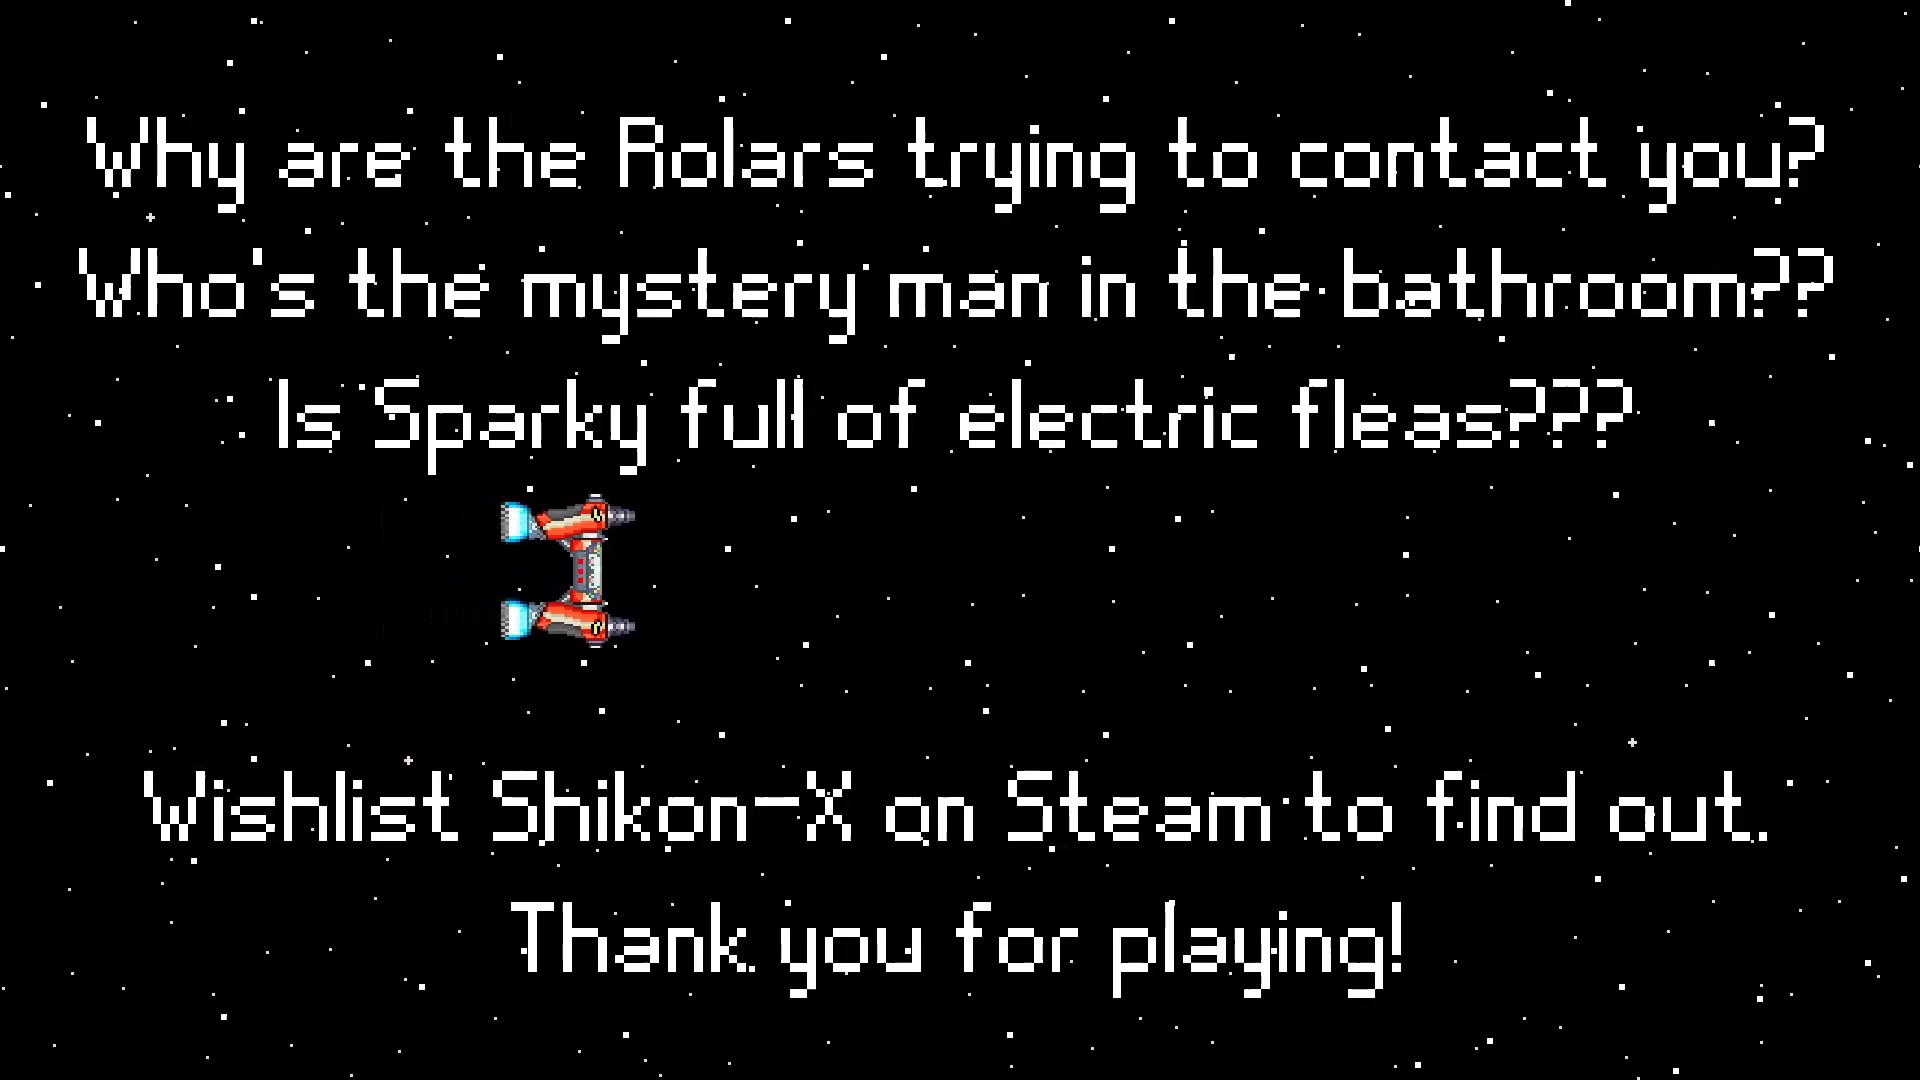 Why are the Rolars trying to contact you?
Who's the mystery man in the bathroom??
Is Sparky full of electric fleas???
Wishlist Shikon-X on Steam to find out.
Thank you for playing!